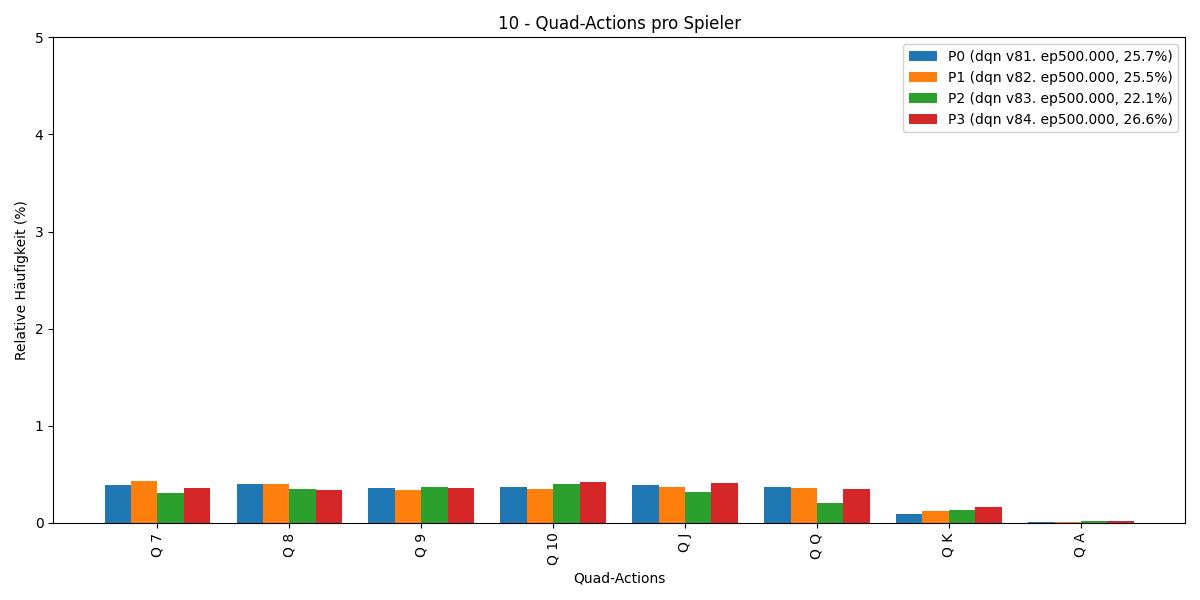 10 - Quad-Actions pro Spieler
P0 (dqn v81. ep500.000, 25.7%)
P1 (dqn v82. ep500.000, 25.5%)
P2 (dqn v83. ep500.000, 22.1%)
P3 (dqn v84. ep500.000, 26.6%)
Relative Häufigkeit (%)
5
4
3
2
1
0
Q 7
Q 8
Q 9
Q 10
Q J
Q Q
Q K
Q A
Quad-Actions